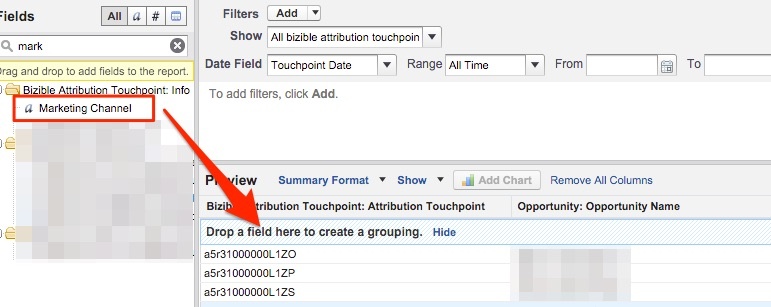 Fields
All a #
mark
Drag and drop to add fields to the report.
Bizible Attribution Touchpoint: Info
a Marketing Channel
Filters Add
Show All bizible attribution touchpoin
Date Field Touchpoint Date Range All Time From To
To add filters, click Add.
Preview Summary Format Show Add Chart Remove All Columns
Bizible Attribution Touchpoint: Attribution Touchpoint Opportunity: Opportunity Name
Drop a field here to create a grouping. Hide
a5r31000000L1ZO
a5r31000000L1ZP
a5r31000000L1ZS